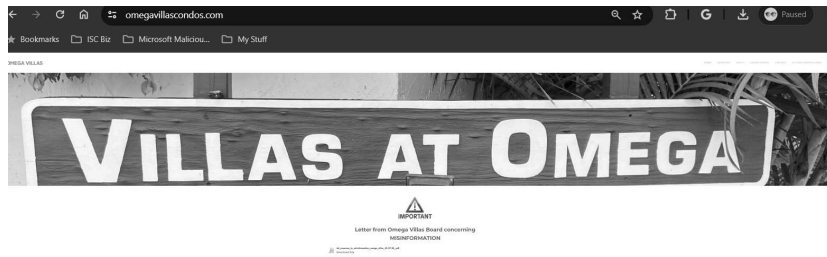 omegavillascondos.com
G
Paused
Bookmarks
ISC Biz
Microsoft Maliciou...
My Stuff
OMEGA VILLAS
VILLAS AT OMEGA
IMPORTANT
Letter from Omega Villas Board concerning
MISINFORMATION